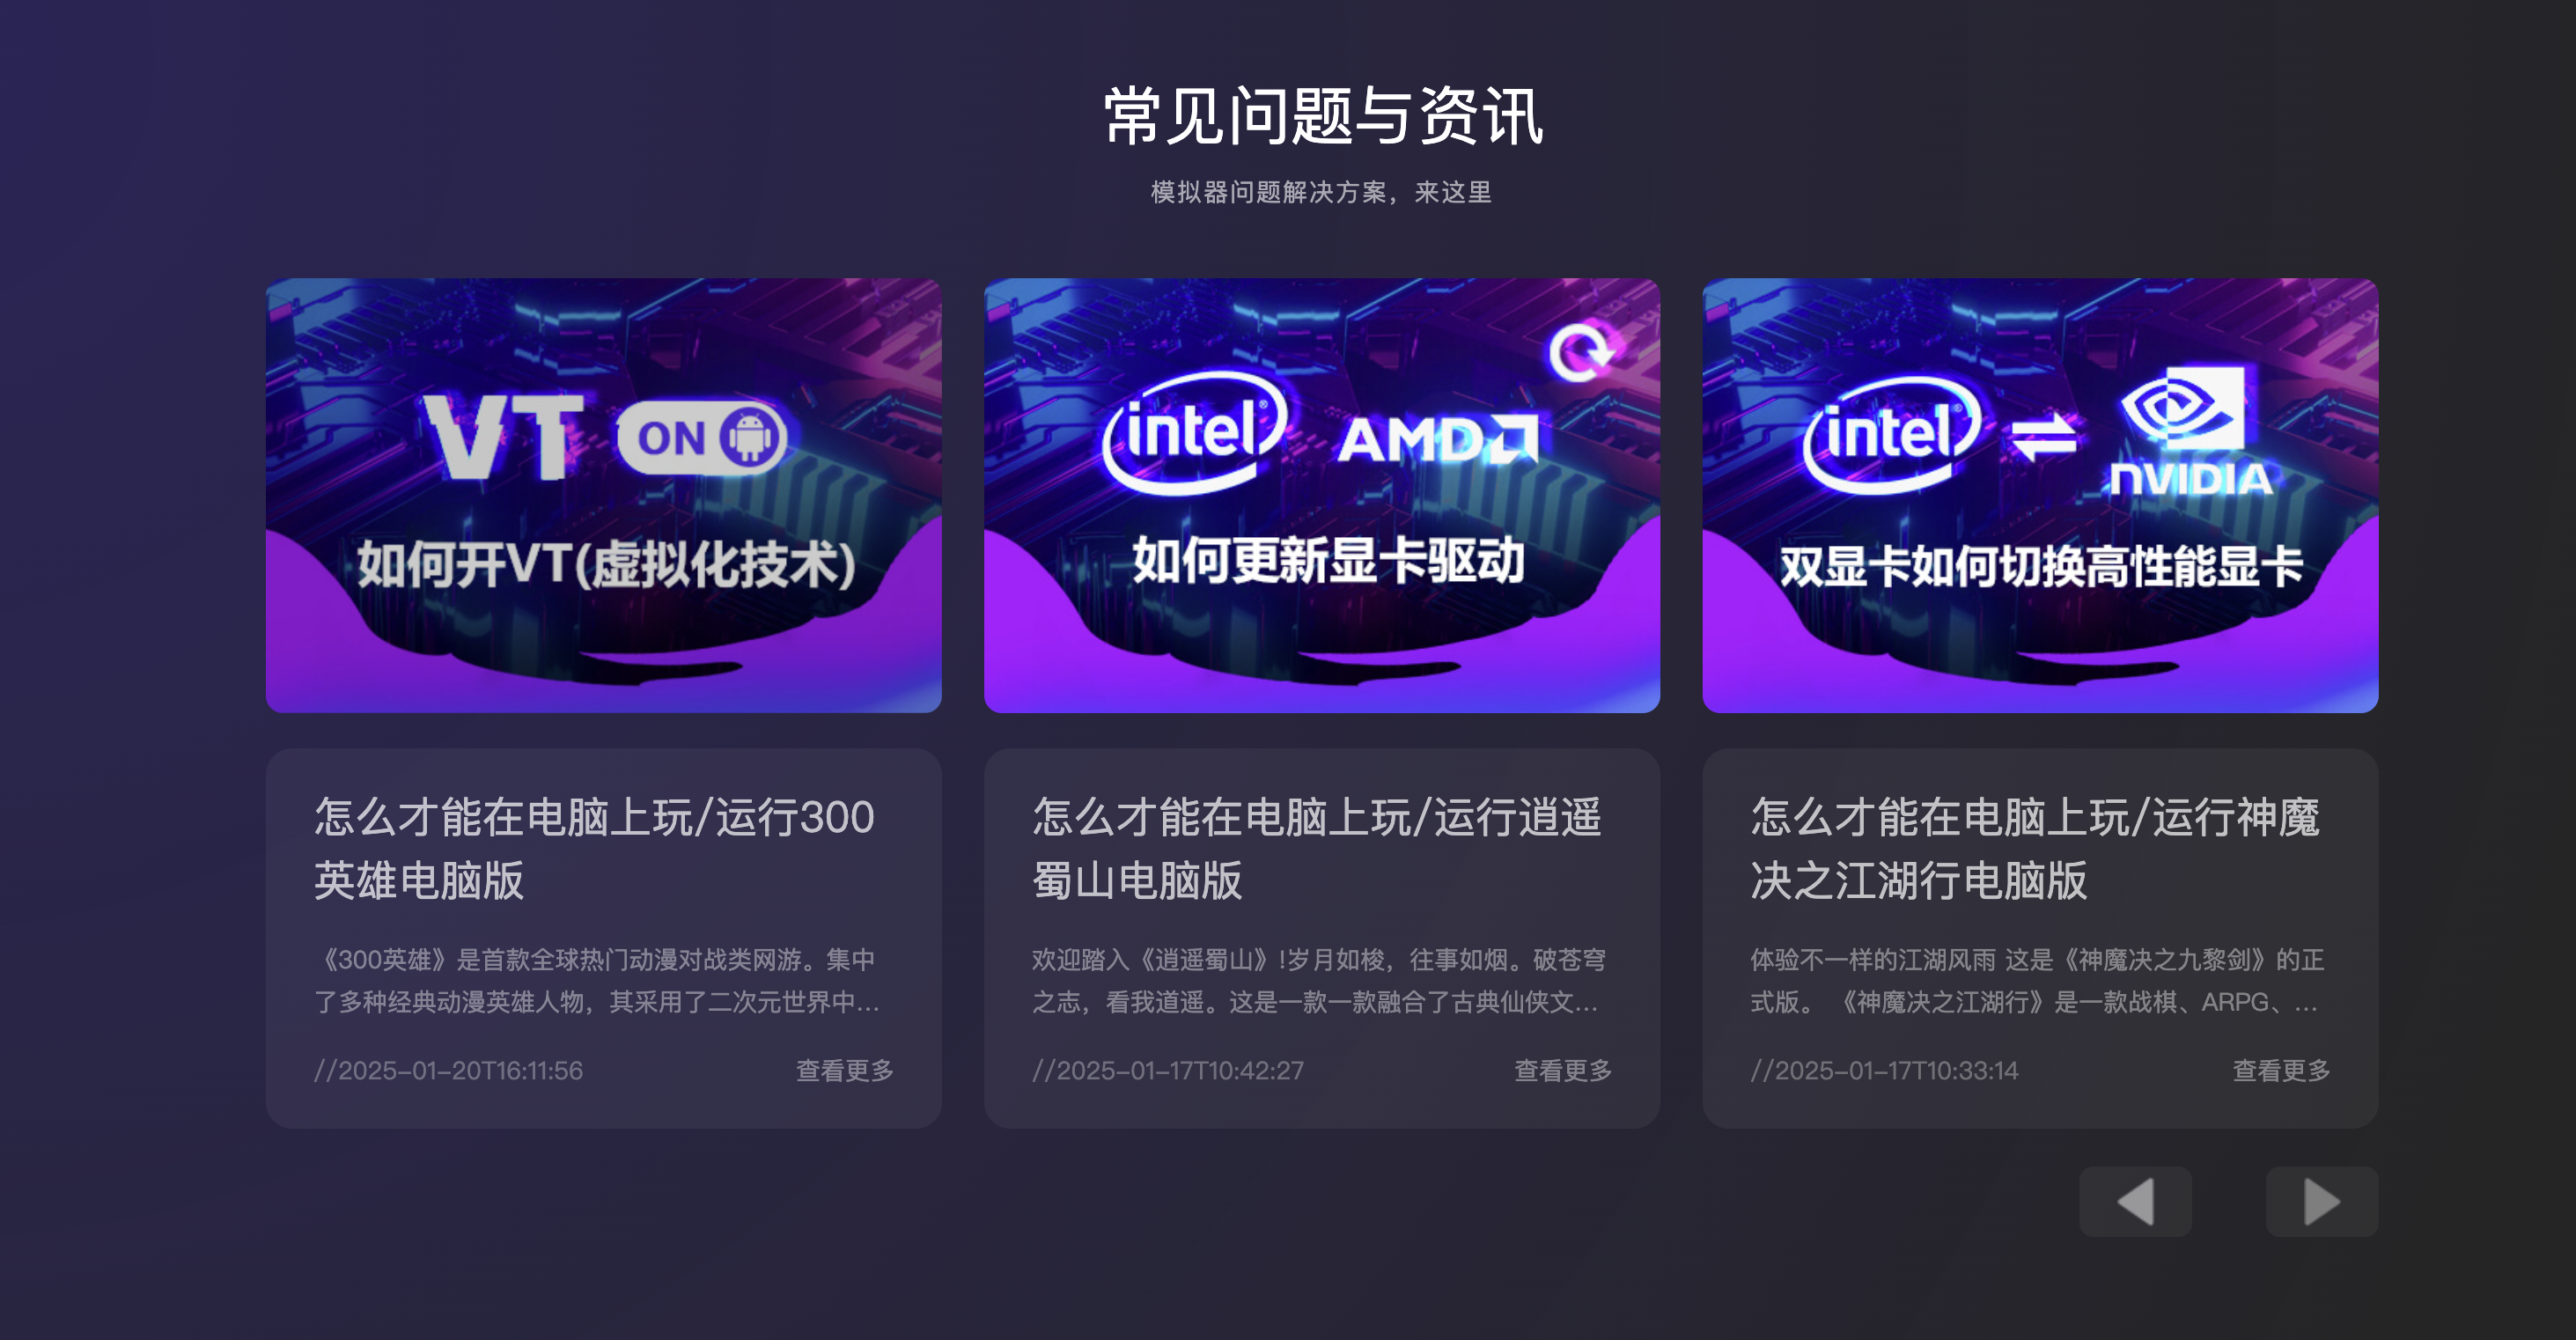 常见问题与资讯
模拟器问题解决方案，来这里
VT ON
如何开VT(虚拟化技术)
intel® AMD
如何更新显卡驱动
intel® NVIDIA
双显卡如何切换高性能显卡
怎么才能在电脑上玩/运行300
英雄电脑版
《300英雄》是首款全球热门动漫对战类网游。集中
了多种经典动漫英雄人物，其采用了二次元世界中...
//2025-01-20T16:11:56
查看更多
怎么才能在电脑上玩/运行逍遥
蜀山电脑版
欢迎踏入《逍遥蜀山》!岁月如梭，往事如烟。破苍穹
之志，看我道遥。这是一款一款融合了古典仙侠文...
//2025-01-17T10:42:27
查看更多
怎么才能在电脑上玩/运行神魔
决之江湖行电脑版
体验不一样的江湖风雨 这是《神魔决之九黎剑》的正
式版。 《神魔决之江湖行》是一款战棋、ARPG、...
//2025-01-17T10:33:14
查看更多